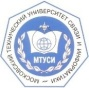 МОСКОВСКИЙ ТЕХНИЧЕСКИЙ УНИВЕРСИТЕТ СВЯЗИ И ИНФОРМАТИКИ
МТУСИ